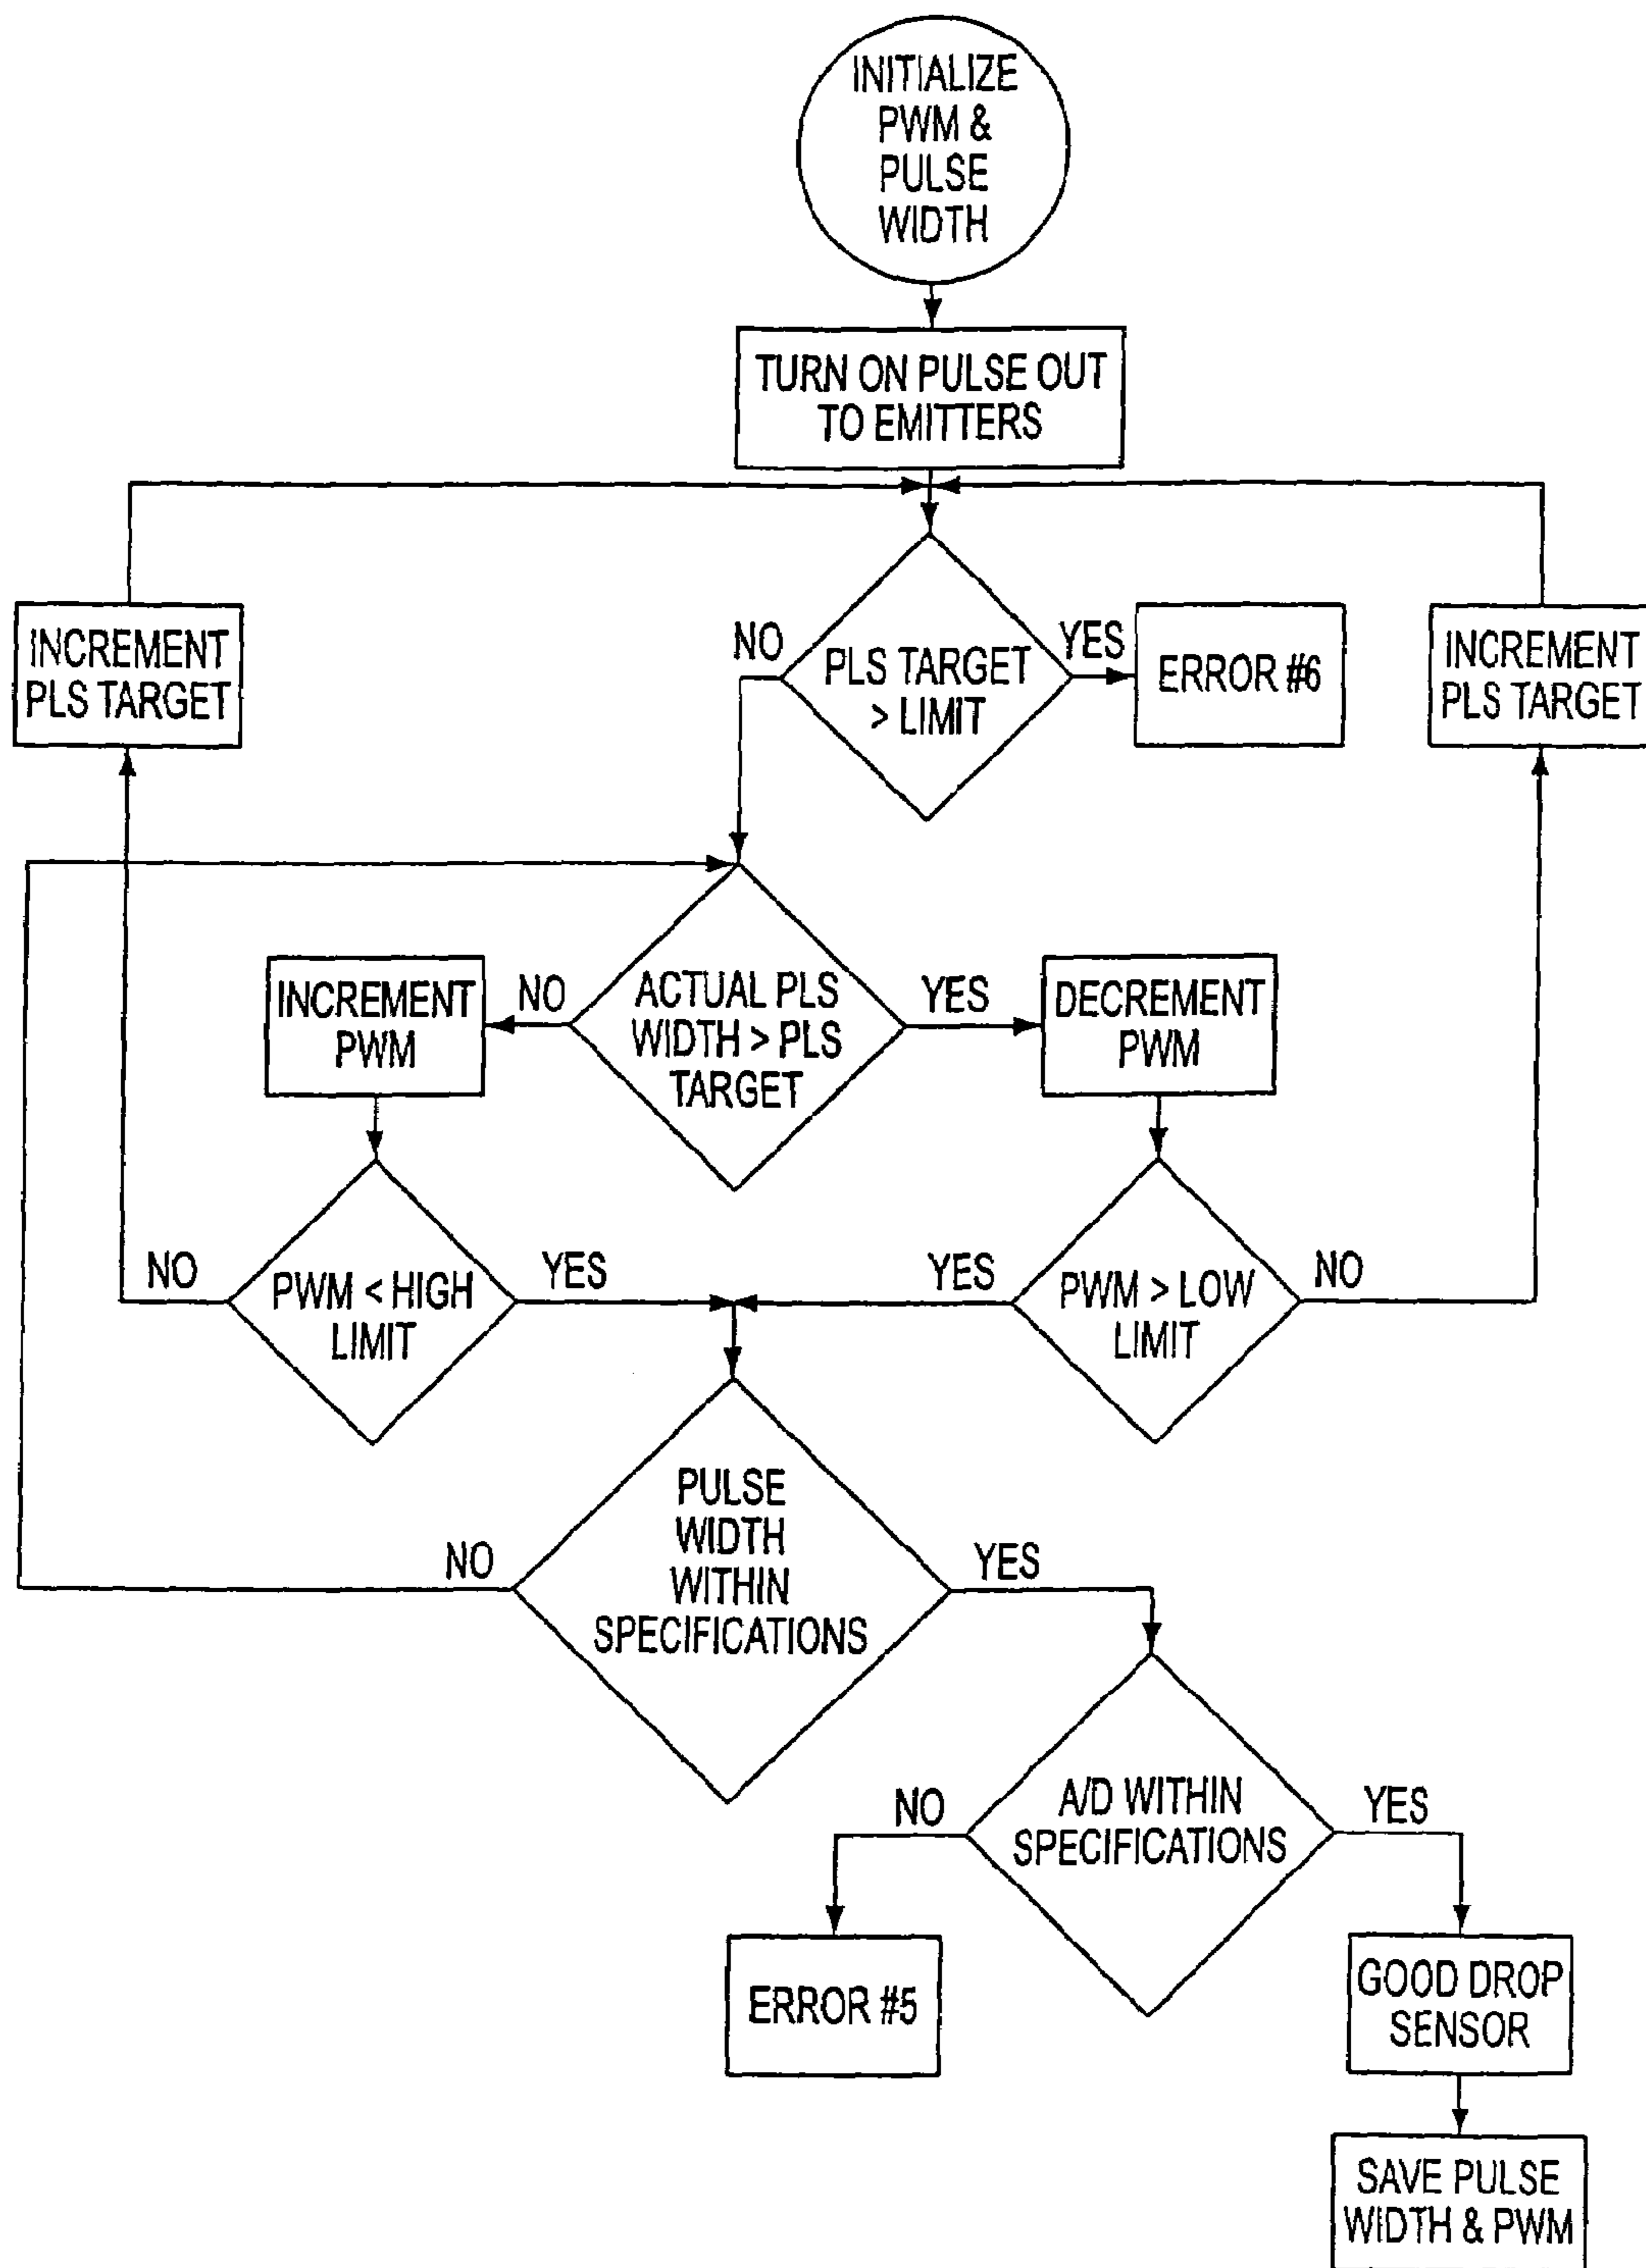 INITIALIZE
PWM &
PULSE
WIDTH
TURN ON PULSE OUT
TO EMITTERS
INCREMENT
PLS TARGET
NO
PLS TARGET
> LIMIT
YES
ERROR #6
INCREMENT
PLS TARGET
INCREMENT
PWM
NO
ACTUAL PLS
WIDTH > PLS
TARGET
YES
DECREMENT
PWM
NO
PWM < HIGH
LIMIT
YES
YES
PWM > LOW
LIMIT
NO
NO
PULSE
WIDTH
WITHIN
SPECIFICATIONS
YES
NO
A/D WITHIN
SPECIFICATIONS
YES
ERROR #5
GOOD DROP
SENSOR
SAVE PULSE
WIDTH & PWM